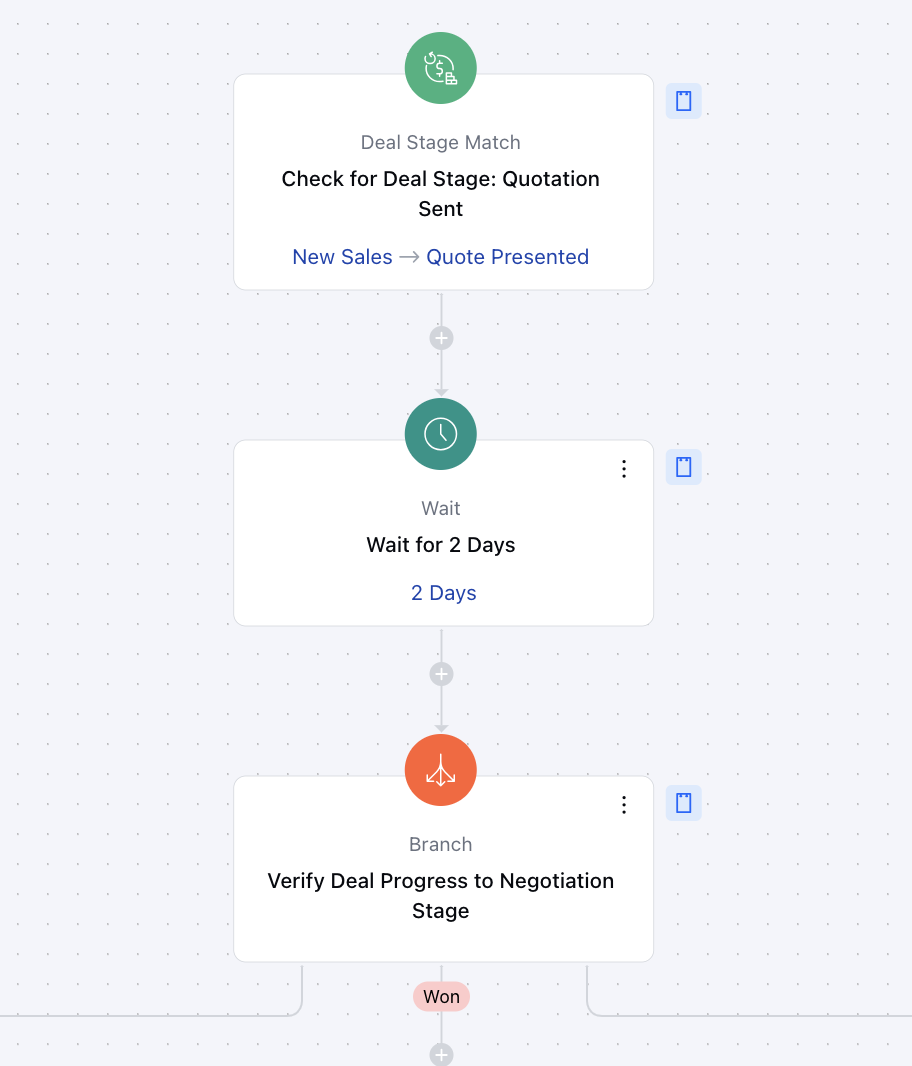 Deal Stage Match
Check for Deal Stage: Quotation
Sent
New Sales → Quote Presented
Wait
Wait for 2 Days
2 Days
Branch
Verify Deal Progress to Negotiation
Stage
Won